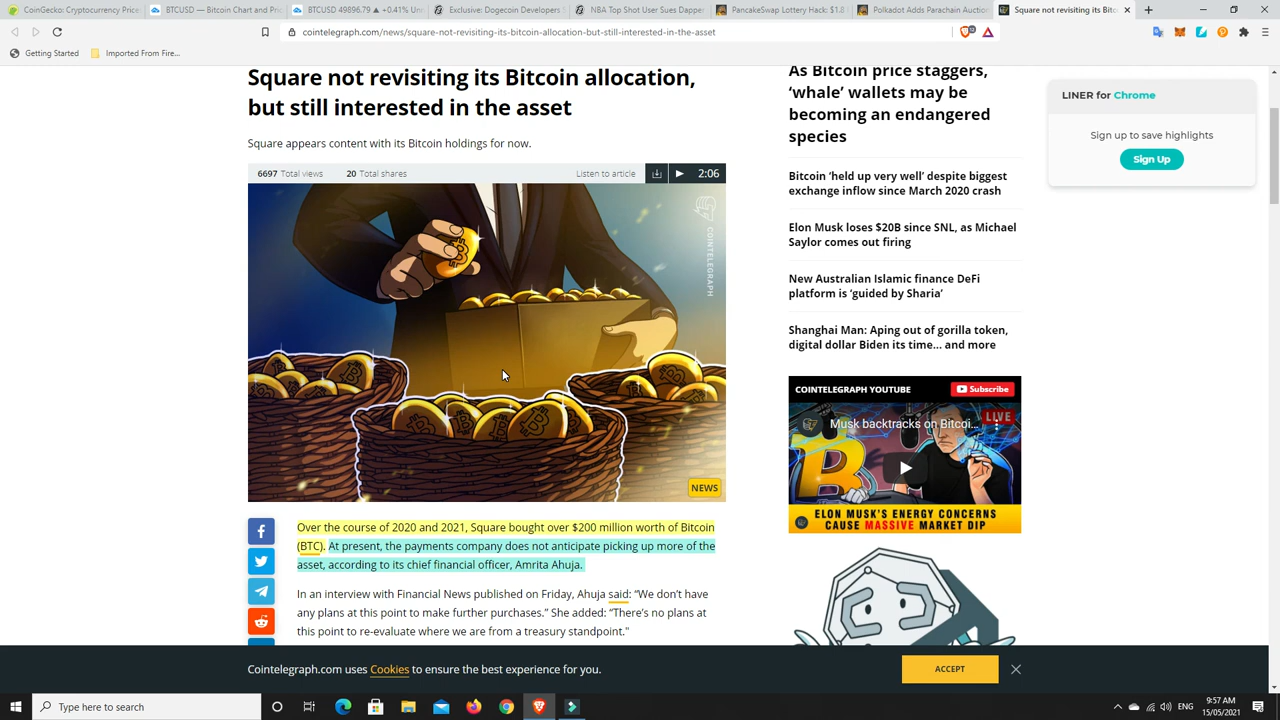 CoinGecko: Cryptocurrency Price
BTCUSD — Bitcoin Chart and Pri
BTCUSD 49896.79 ▲ +0.41% Un
Exclusive: Dogecoin Developers
NBA Top Shot User Sues Dapper
PancakeSwap Lottery Hack: $1.8
Polkadot Adds Parachain Auction
Square not revisiting its Bitc
cointelegraph.com/news/square-not-revisiting-its-bitcoin-allocation-but-still-interested-in-the-asset
Getting Started
Imported From Fire...
Square not revisiting its Bitcoin allocation,
but still interested in the asset
Square appears content with its Bitcoin holdings for now.
6697 Total views
20 Total shares
Listen to article
2:06
COINTELEGRAPH
NEWS
Over the course of 2020 and 2021, Square bought over $200 million worth of Bitcoin
(BTC). At present, the payments company does not anticipate picking up more of the
asset, according to its chief financial officer, Amrita Ahuja.
In an interview with Financial News published on Friday, Ahuja said: “We don’t have
any plans at this point to make further purchases.” She added: “There’s no plans at
this point to re-evaluate where we are from a treasury standpoint."
As Bitcoin price staggers,
‘whale’ wallets may be
becoming an endangered
species
Bitcoin ‘held up very well’ despite biggest
exchange inflow since March 2020 crash
Elon Musk loses $20B since SNL, as Michael
Saylor comes out firing
New Australian Islamic finance DeFi
platform is ‘guided by Sharia’
Shanghai Man: Aping out of gorilla token,
digital dollar Biden its time… and more
COINTELEGRAPH YOUTUBE
Subscribe
Musk backtracks on Bitcoi...
LIVE
ELON MUSK'S ENERGY CONCERNS
CAUSE MASSIVE MARKET DIP
LINER for Chrome
Sign up to save highlights
Sign Up
Cointelegraph.com uses Cookies to ensure the best experience for you.
ACCEPT
Type here to search
ENG
9:57 AM
15/05/2021